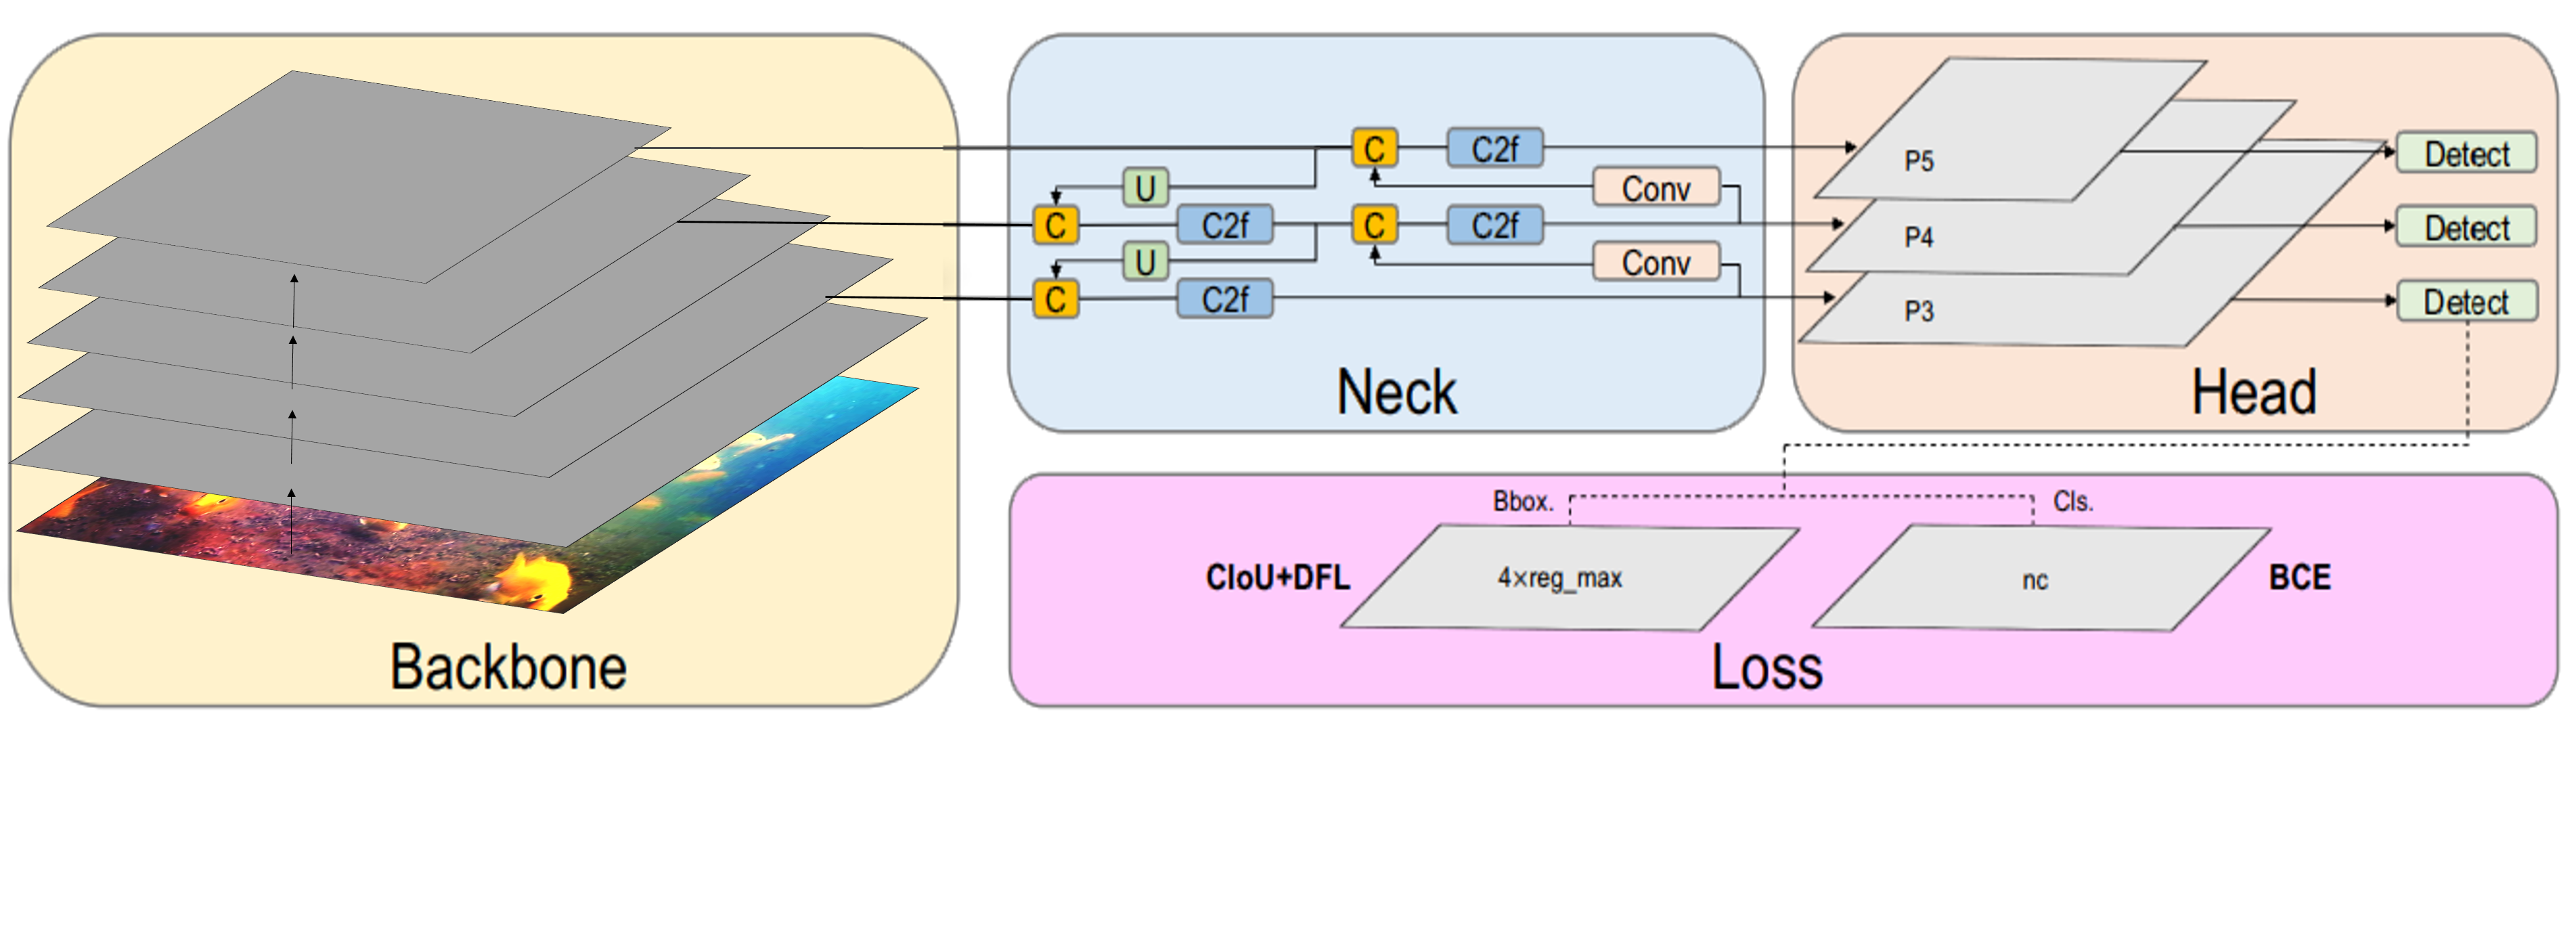 Backbone
C
C2f
U
Conv
C
C2f
C
C2f
U
Conv
C
C2f
Neck
P5
P4
P3
Detect
Detect
Detect
Head
Bbox.
Cls.
CIoU+DFL
4×reg_max
nc
BCE
Loss